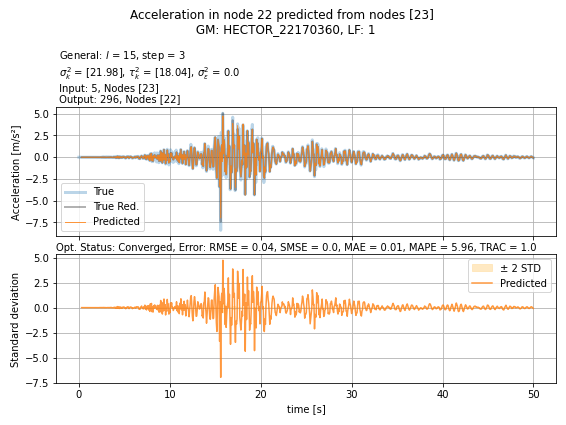 Acceleration in node 22 predicted from nodes [23]
GM: HECTOR_22170360, LF: 1
General: l = 15, step = 3
σ²ₖ = [21.98], τ²ₖ = [18.04], σ²ε = 0.0
Input: 5, Nodes [23]
Output: 296, Nodes [22]
Acceleration [m/s²]
5.0
2.5
0.0
−2.5
−5.0
−7.5
True
True Red.
Predicted
Opt. Status: Converged, Error: RMSE = 0.04, SMSE = 0.0, MAE = 0.01, MAPE = 5.96, TRAC = 1.0
Standard deviation
5.0
2.5
0.0
−2.5
−5.0
−7.5
± 2 STD
Predicted
0 10 20 30 40 50
time [s]